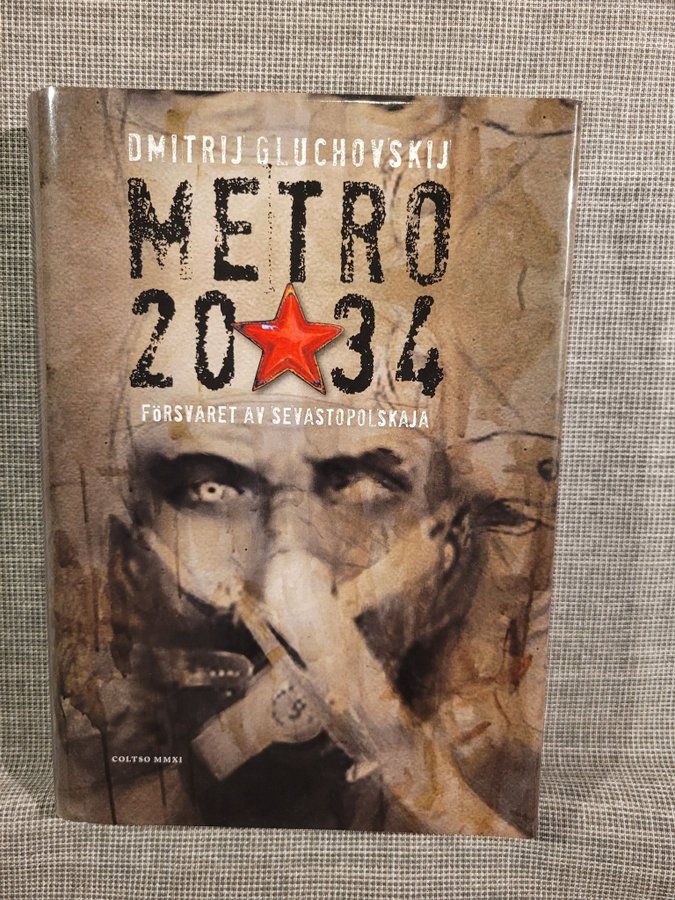 DMITRIJ GLUCHOVSKIJ
METRO
20 34
FÖRSVARET AV SEVASTOPOLSKAJA
COLTSO MMXI